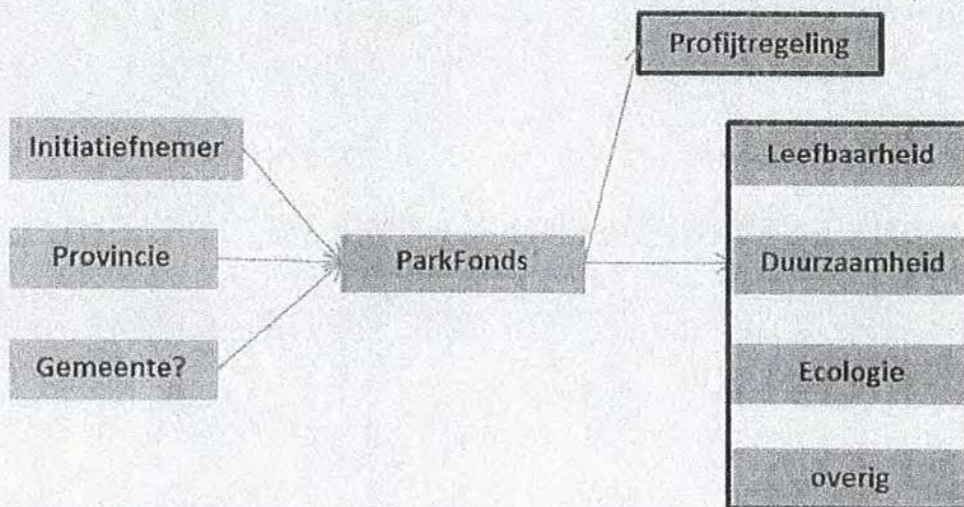 Profijtregeling
Initiatiefnemer
Provincie
Gemeente?
ParkFonds
Leefbaarheid
Duurzaamheid
Ecologie
overig